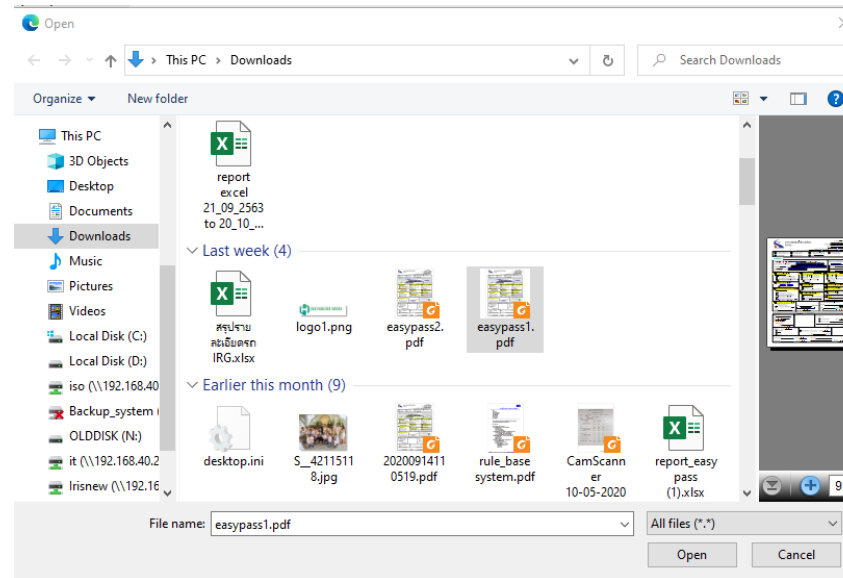 Open
This PC > Downloads
Search Downloads
Organize
New folder
This PC
3D Objects
Desktop
Documents
Downloads
Music
Pictures
Videos
Local Disk (C:)
Local Disk (D:)
iso (\\192.168.40
Backup_system (
OLDDISK (N:)
it (\\192.168.40.2
Irisnew (\\192.16
report
excel
21_09_2563
to 20_10_...
Last week (4)
สรุปราย
ละเอียดรถ
IRG.xlsx
logo1.png
easypass2.
pdf
easypass1.
pdf
Earlier this month (9)
desktop.ini
S__4211511
8.jpg
2020091411
0519.pdf
rule_base
system.pdf
CamScann
er
10-05-2020
report_easy
pass
(1).xlsx
9
File name:
easypass1.pdf
All files (*.*)
Open
Cancel